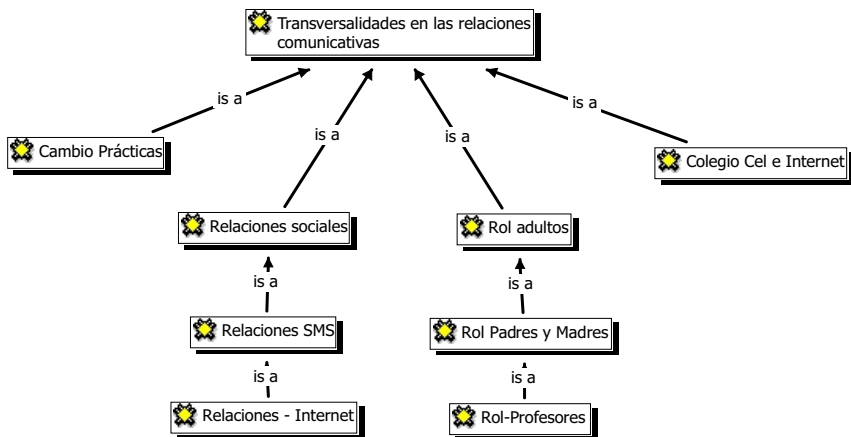 Transversalidades en las relaciones
comunicativas
is a
is a
is a
is a
Cambio Prácticas
Colegio Cel e Internet
Relaciones sociales
Rol adultos
is a
is a
Relaciones SMS
Rol Padres y Madres
is a
is a
Relaciones - Internet
Rol-Profesores